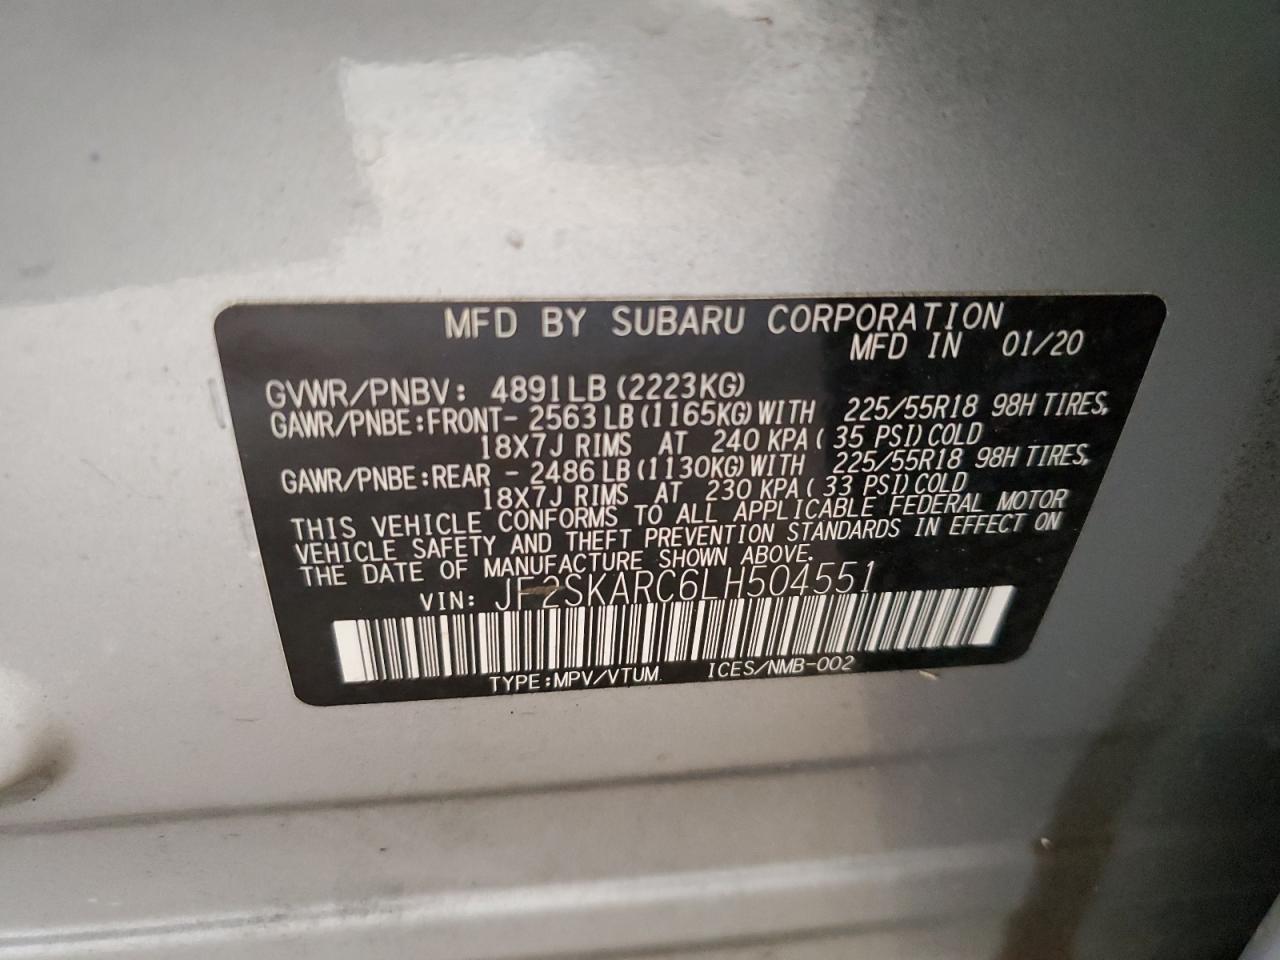 MFD BY SUBARU CORPORATION
MFD IN 01/20
GVWR/PNBV: 4891LB (2223KG)
GAWR/PNBE:FRONT- 2563LB(1165KG)WITH 225/55R18 98H TIRES,
18X7J RIMS AT 240 KPA( 35 PSI)COLD
GAWR/PNBE:REAR - 2486LB(1130KG)WITH 225/55R18 98H TIRES,
18X7J RIMS AT 230 KPA( 33 PSI)COLD
THIS VEHICLE CONFORMS TO ALL APPLICABLE FEDERAL MOTOR
VEHICLE SAFETY AND THEFT PREVENTION STANDARDS IN EFFECT ON
THE DATE OF MANUFACTURE SHOWN ABOVE.
VIN: JF2SKARC6LH504551
TYPE:MPV/VTUM ICES/NMB-002